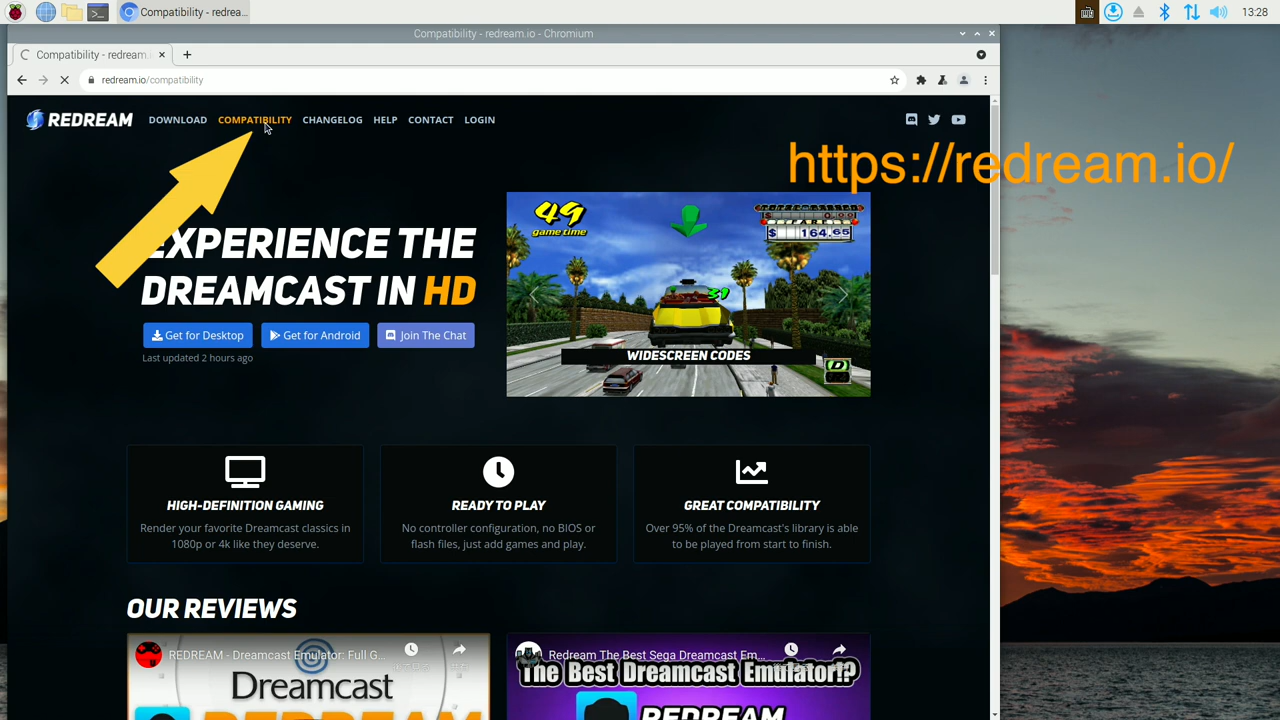 Compatibility - redrea...
13:28
Compatibility - redream.io - Chromium
Compatibility - redream.
redream.io/compatibility
REDREAM
DOWNLOAD
COMPATIBILITY
CHANGELOG
HELP
CONTACT
LOGIN
https://redream.io/
EXPERIENCE THE
DREAMCAST IN HD
Get for Desktop
Get for Android
Join The Chat
Last updated 2 hours ago
49
game time
$ 164.65
51
WIDESCREEN CODES
D
HIGH-DEFINITION GAMING
Render your favorite Dreamcast classics in
1080p or 4k like they deserve.
READY TO PLAY
No controller configuration, no BIOS or
flash files, just add games and play.
GREAT COMPATIBILITY
Over 95% of the Dreamcast's library is able
to be played from start to finish.
OUR REVIEWS
REDREAM - Dreamcast Emulator: Full G...
Dreamcast
REDREAM
Redream The Best Sega Dreamcast Em...
The Best Dreamcast Emulator!?
REDREAM